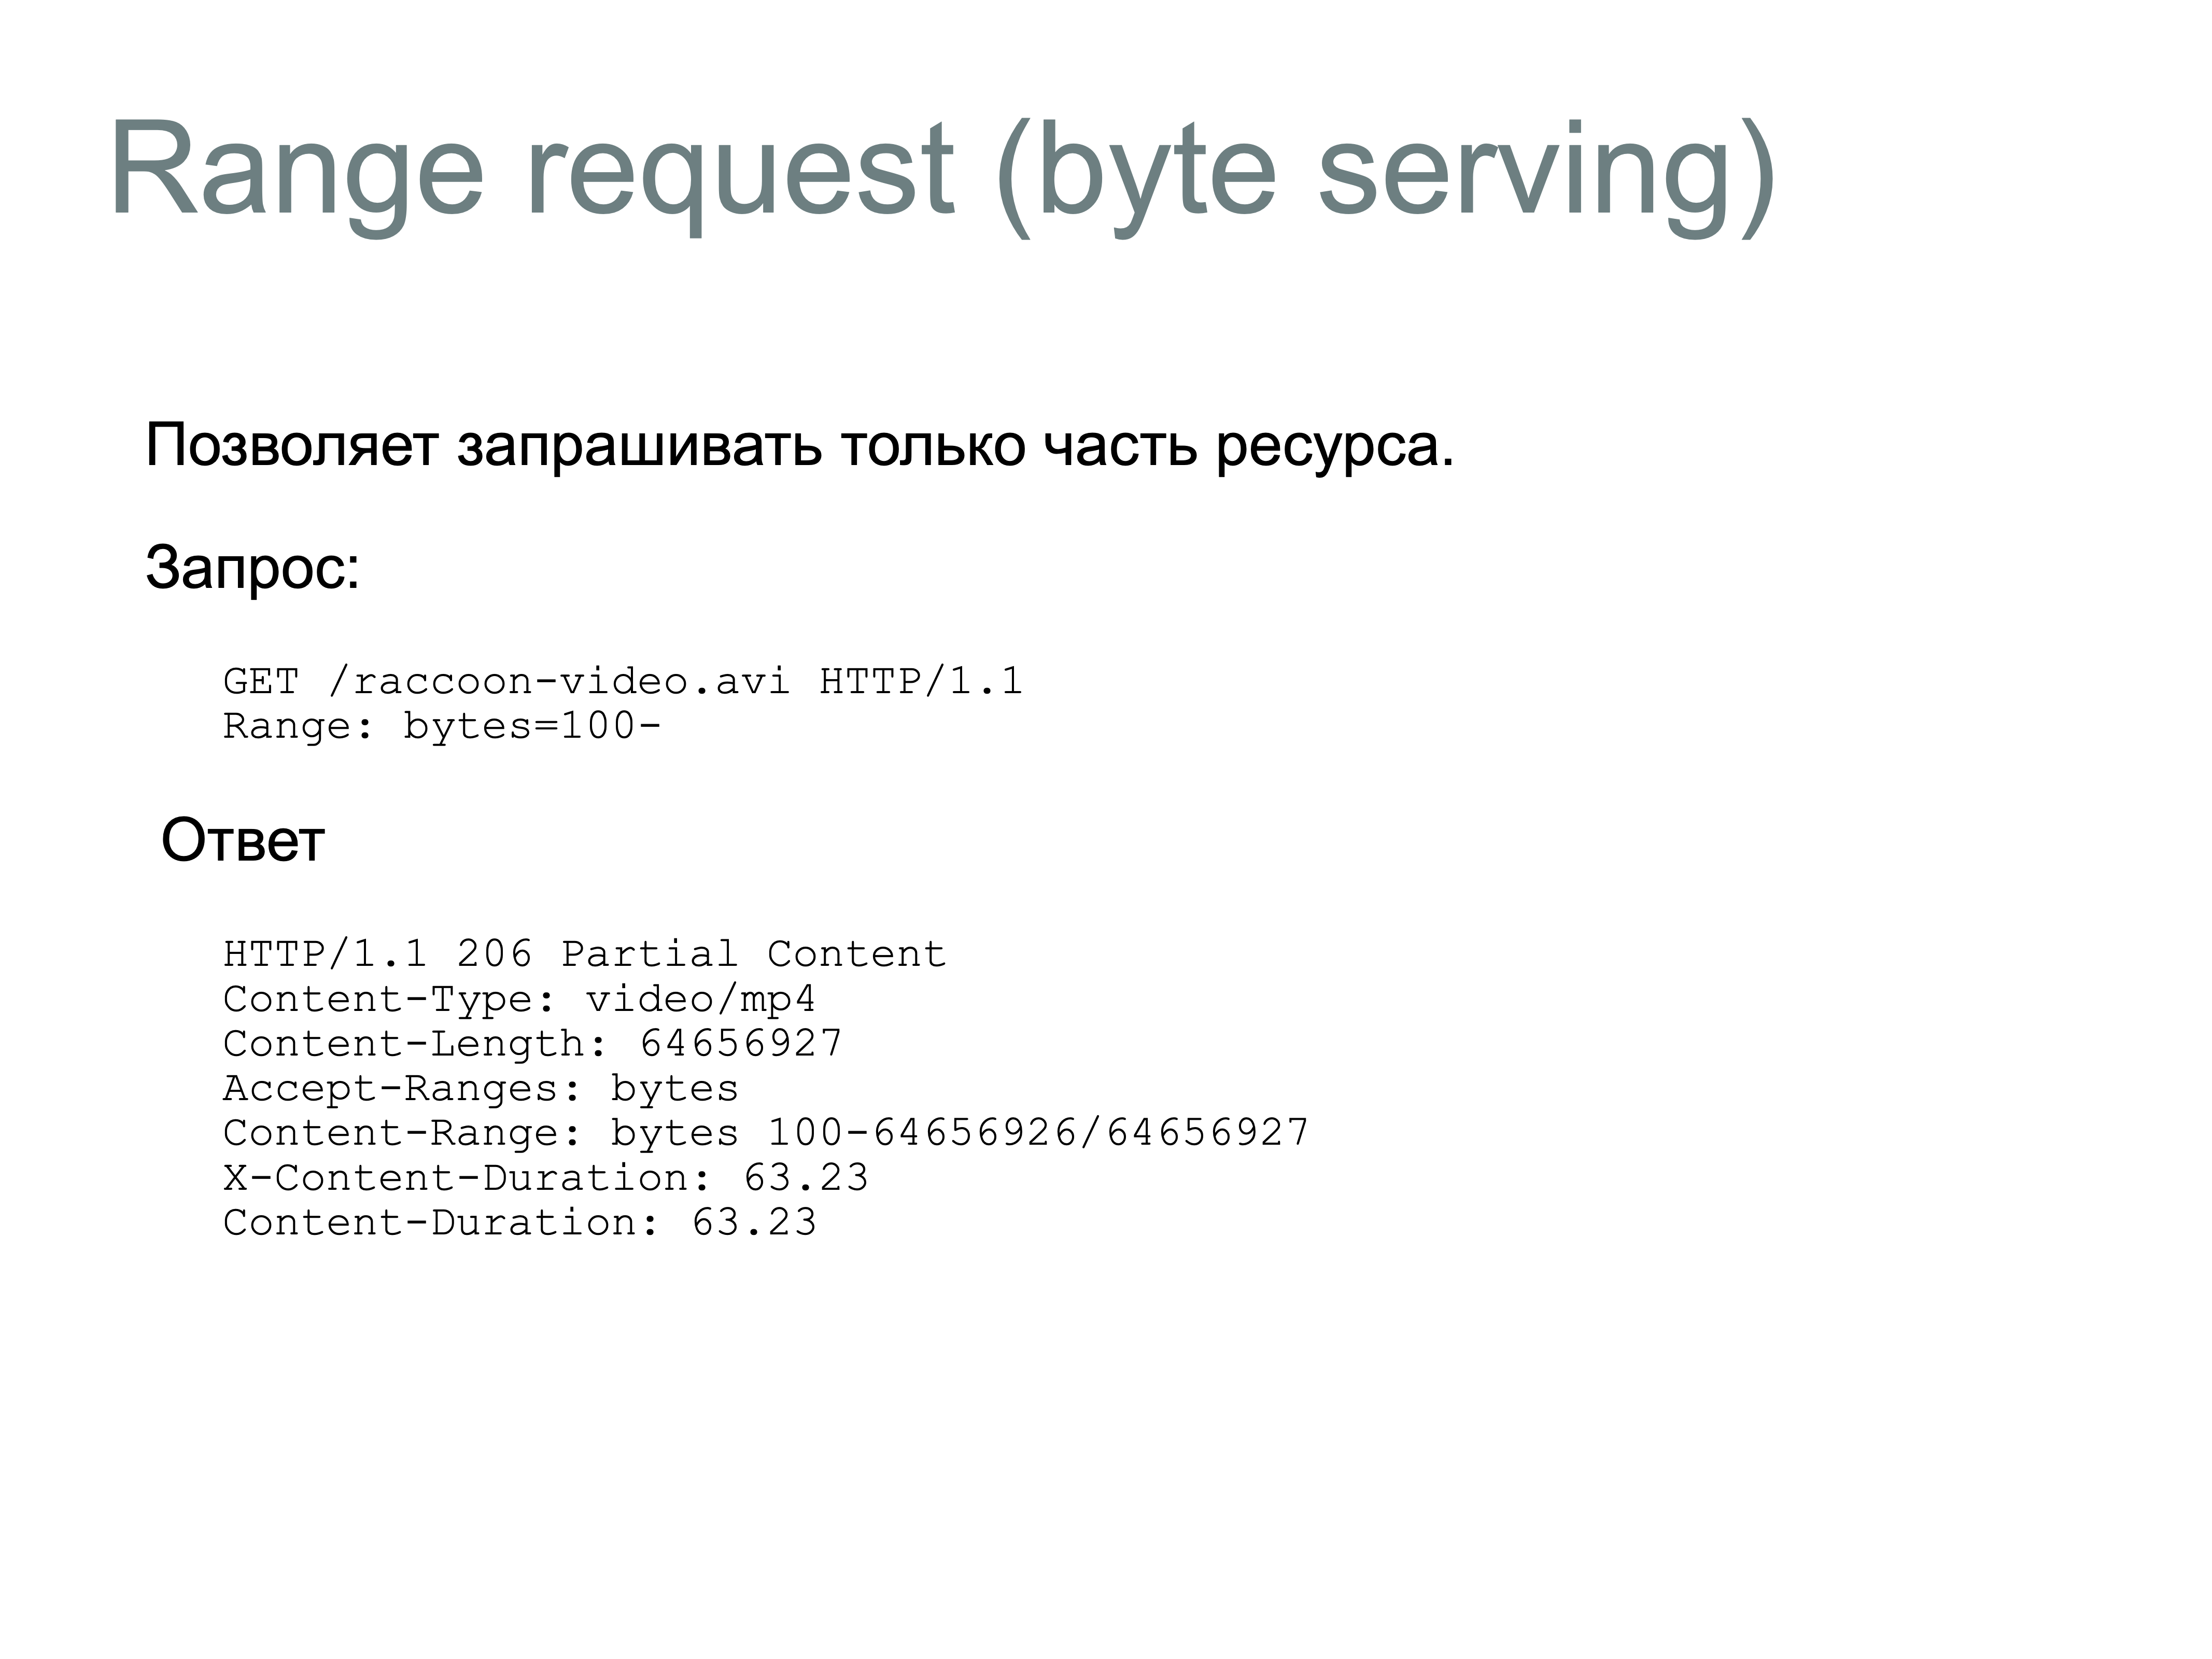 Range request (byte serving)
Позволяет запрашивать только часть ресурса.
Запрос:
GET /raccoon-video.avi HTTP/1.1
Range: bytes=100-
Ответ
HTTP/1.1 206 Partial Content
Content-Type: video/mp4
Content-Length: 64656927
Accept-Ranges: bytes
Content-Range: bytes 100-64656926/64656927
X-Content-Duration: 63.23
Content-Duration: 63.23